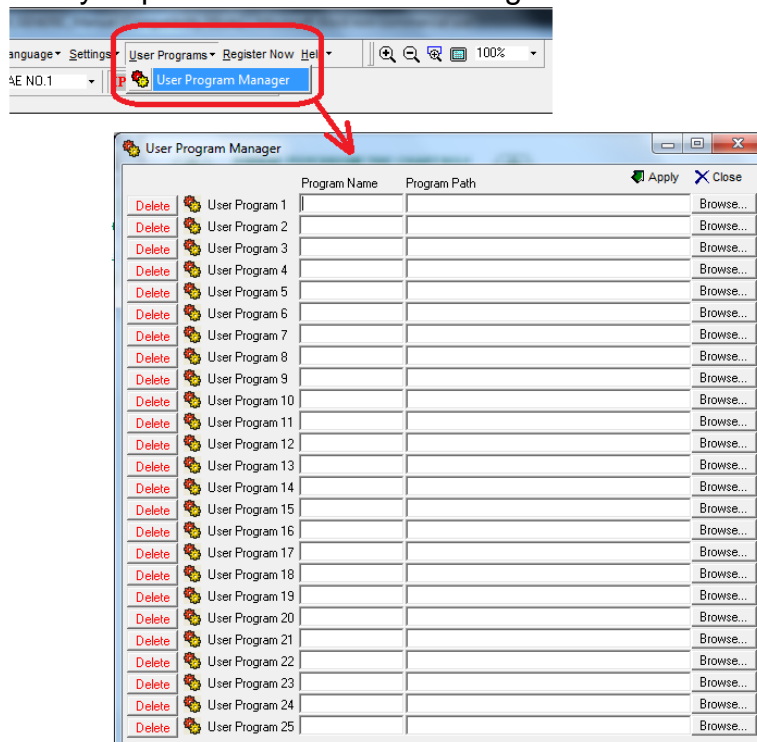 anguage Settings User Programs Register Now Hel 100%
AE NO.1 P User Program Manager
User Program Manager
Program Name Program Path Apply Close
Delete User Program 1 Browse...
Delete User Program 2 Browse...
Delete User Program 3 Browse...
Delete User Program 4 Browse...
Delete User Program 5 Browse...
Delete User Program 6 Browse...
Delete User Program 7 Browse...
Delete User Program 8 Browse...
Delete User Program 9 Browse...
Delete User Program 10 Browse...
Delete User Program 11 Browse...
Delete User Program 12 Browse...
Delete User Program 13 Browse...
Delete User Program 14 Browse...
Delete User Program 15 Browse...
Delete User Program 16 Browse...
Delete User Program 17 Browse...
Delete User Program 18 Browse...
Delete User Program 19 Browse...
Delete User Program 20 Browse...
Delete User Program 21 Browse...
Delete User Program 22 Browse...
Delete User Program 23 Browse...
Delete User Program 24 Browse...
Delete User Program 25 Browse...